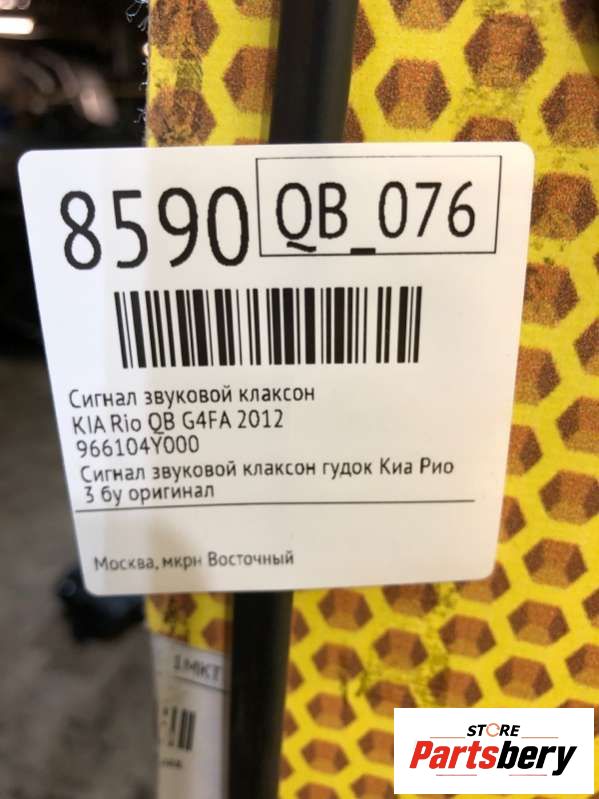 8590 QB_076
Сигнал звуковой клаксон
KIA Rio QB G4FA 2012
966104Y000
Сигнал звуковой клаксон гудок Киа Рио
3 бу оригинал
Москва, мкрн Восточный
1МКТ
STORE
Partsbery